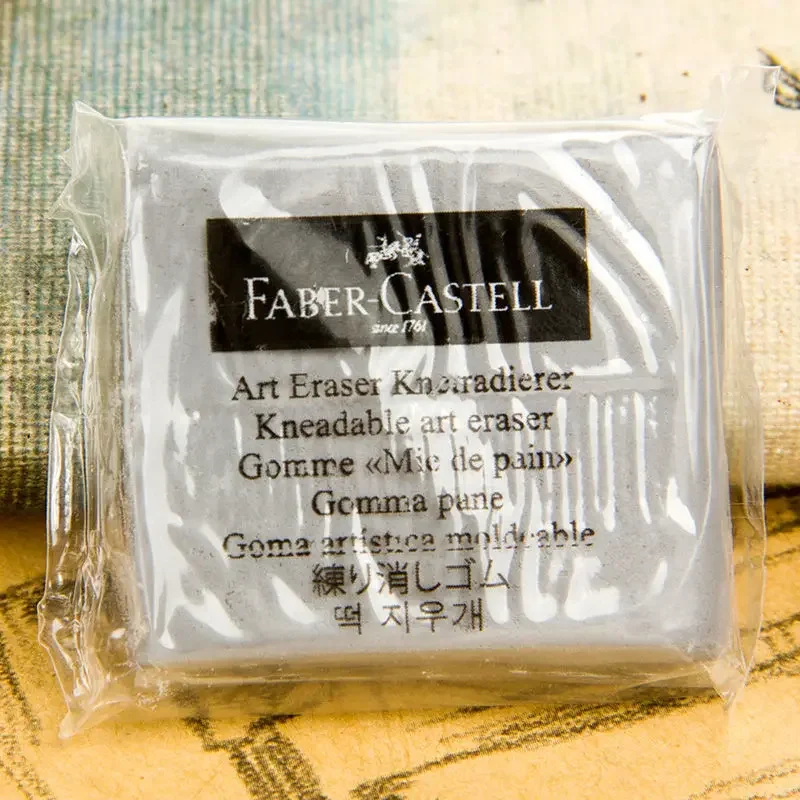 FABER-CASTELL
since 1761
Art Eraser Knetradierer
Kneadable art eraser
Gomme «Mie de pain»
Gomma pane
Goma artística moldeable
練り消しゴム
떡 지우개